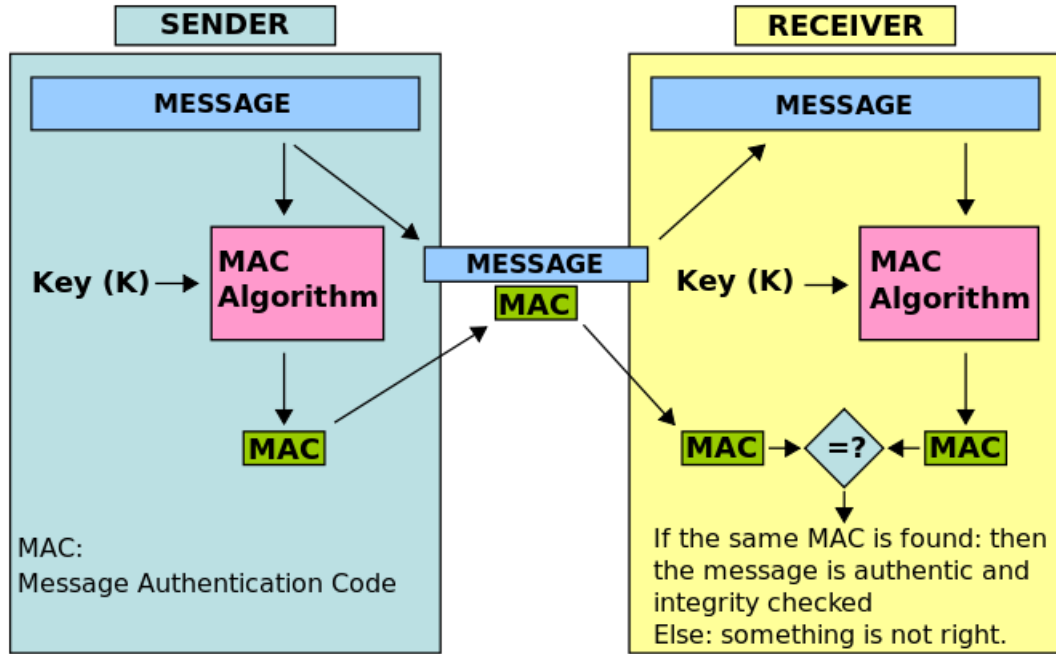 SENDER
MESSAGE
Key (K)
MAC
Algorithm
MAC
MAC:
Message Authentication Code
MESSAGE
MAC
RECEIVER
MESSAGE
Key (K)
MAC
Algorithm
MAC
=?
MAC
If the same MAC is found: then
the message is authentic and
integrity checked
Else: something is not right.